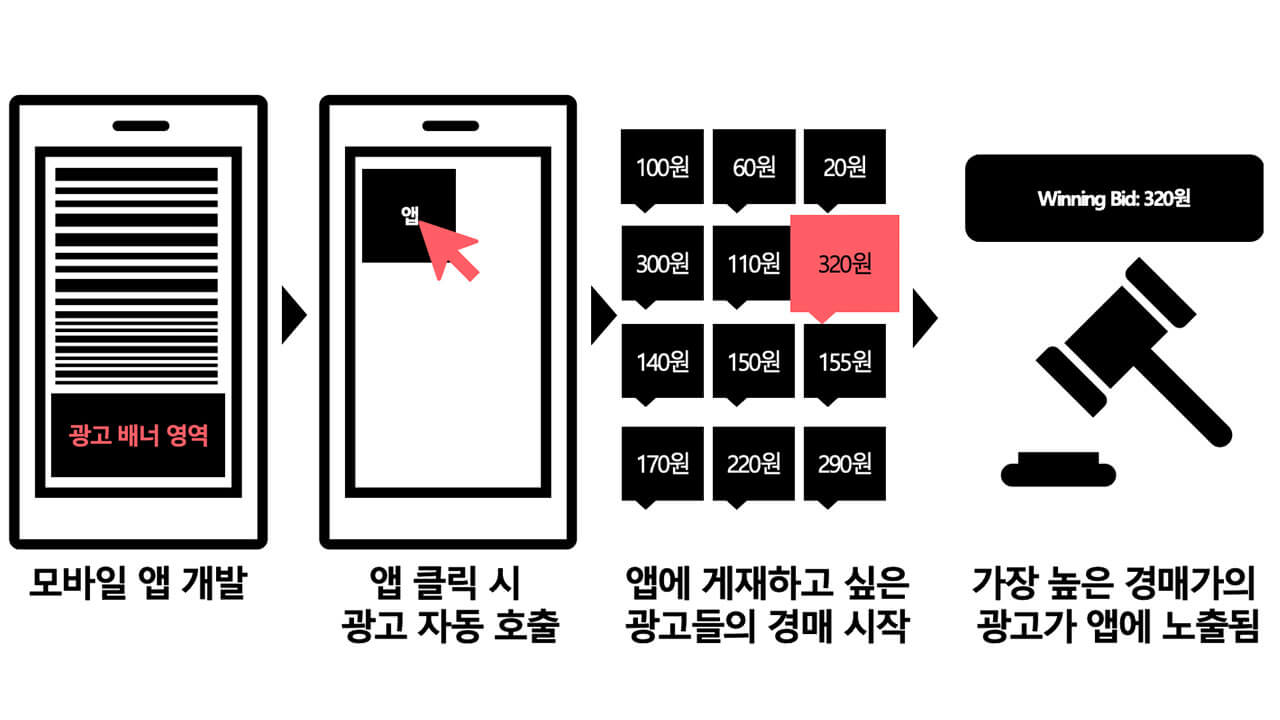 광고 배너 영역
모바일 앱 개발
앱
앱 클릭 시
광고 자동 호출
100원 60원 20원
300원 110원 320원
140원 150원 155원
170원 220원 290원
앱에 게재하고 싶은
광고들의 경매 시작
Winning Bid: 320원
가장 높은 경매가의
광고가 앱에 노출됨